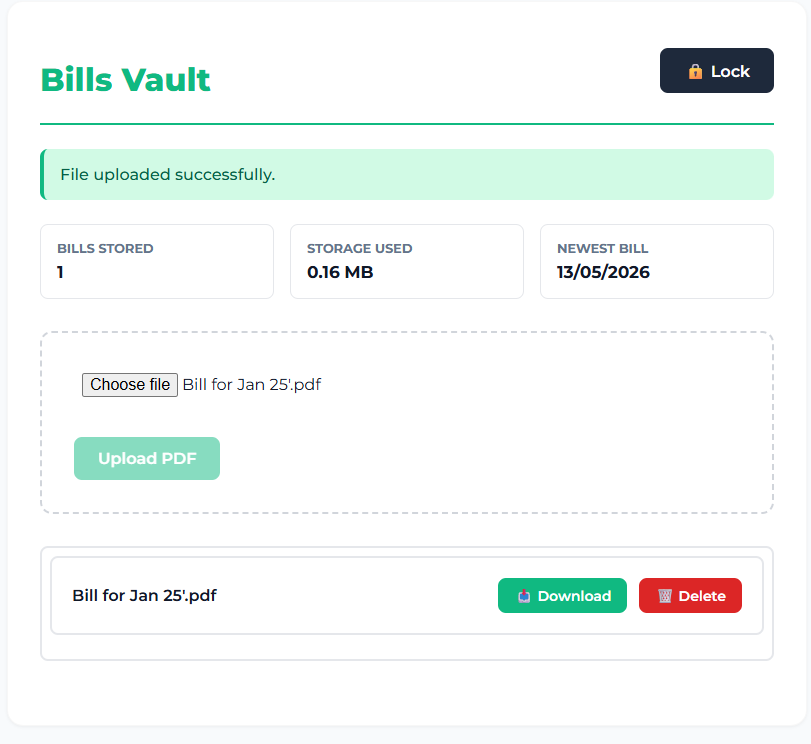 Bills Vault
🔒 Lock
File uploaded successfully.
BILLS STORED
1
STORAGE USED
0.16 MB
NEWEST BILL
13/05/2026
Choose file Bill for Jan 25'.pdf
Upload PDF
Bill for Jan 25'.pdf
📥 Download
🗑️ Delete